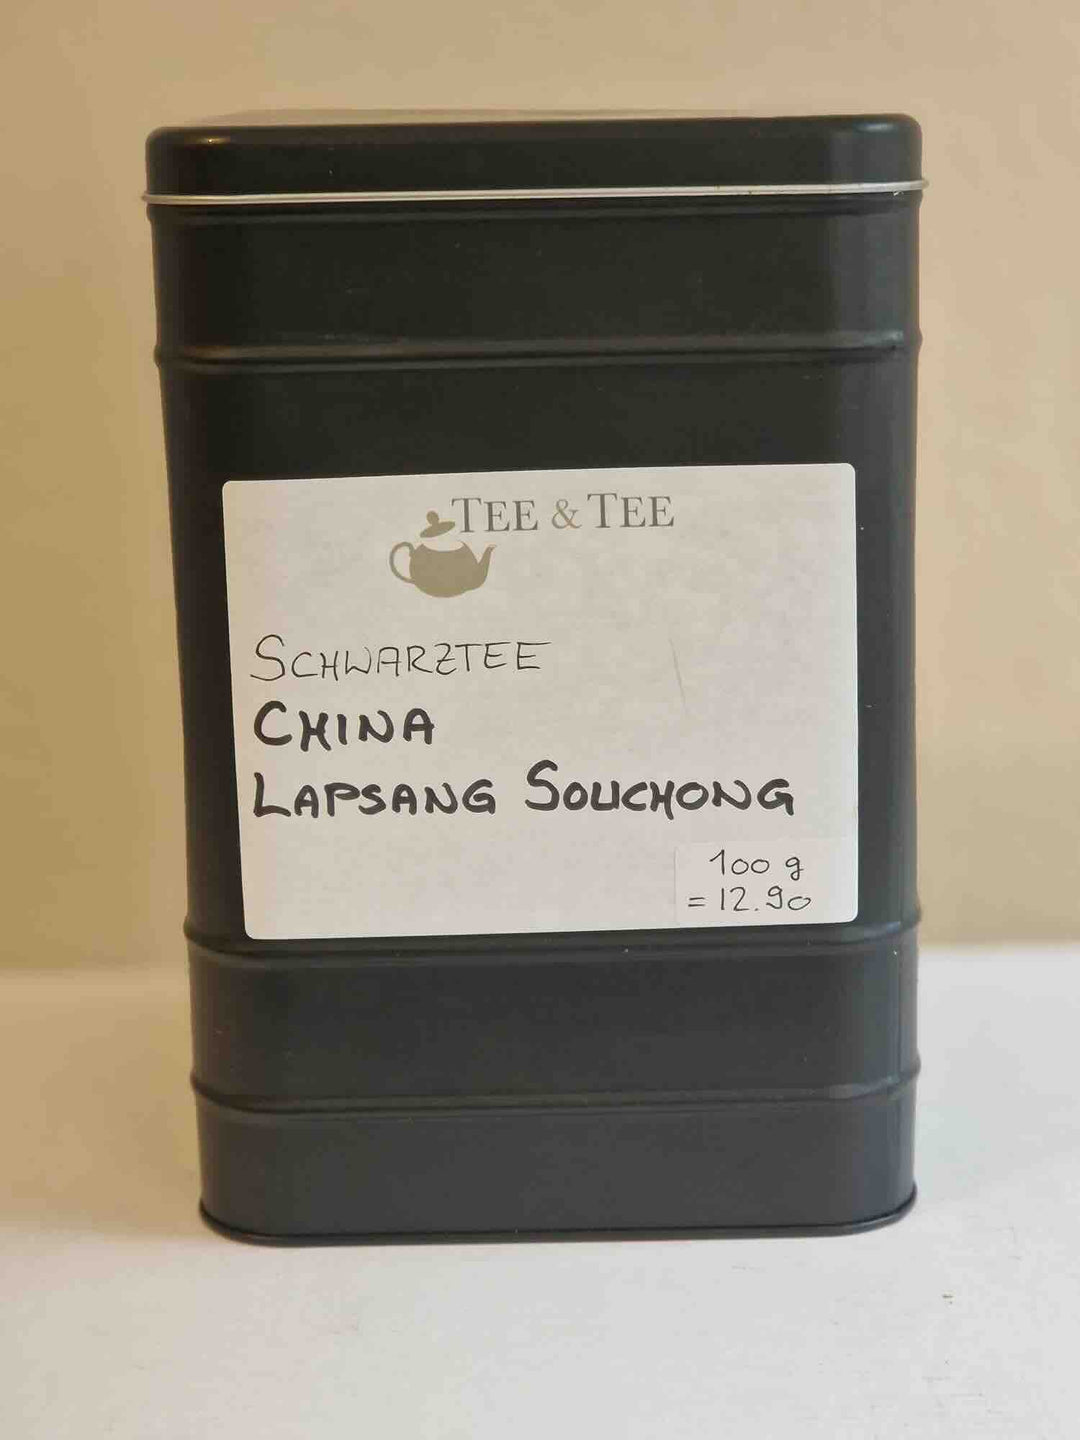 TEE & TEE
SCHWARZTEE
CHINA
LAPSANG SOUCHONG
100 g
= 12.90